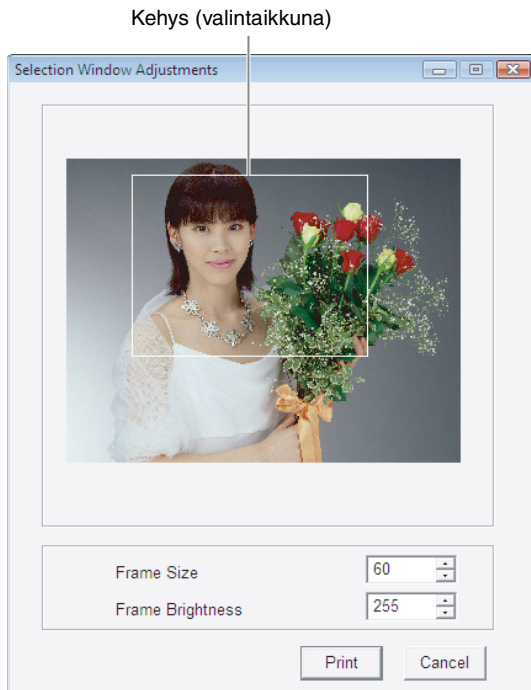 Kehys (valintaikkuna)
Selection Window Adjustments
Frame Size 60
Frame Brightness 255
Print Cancel